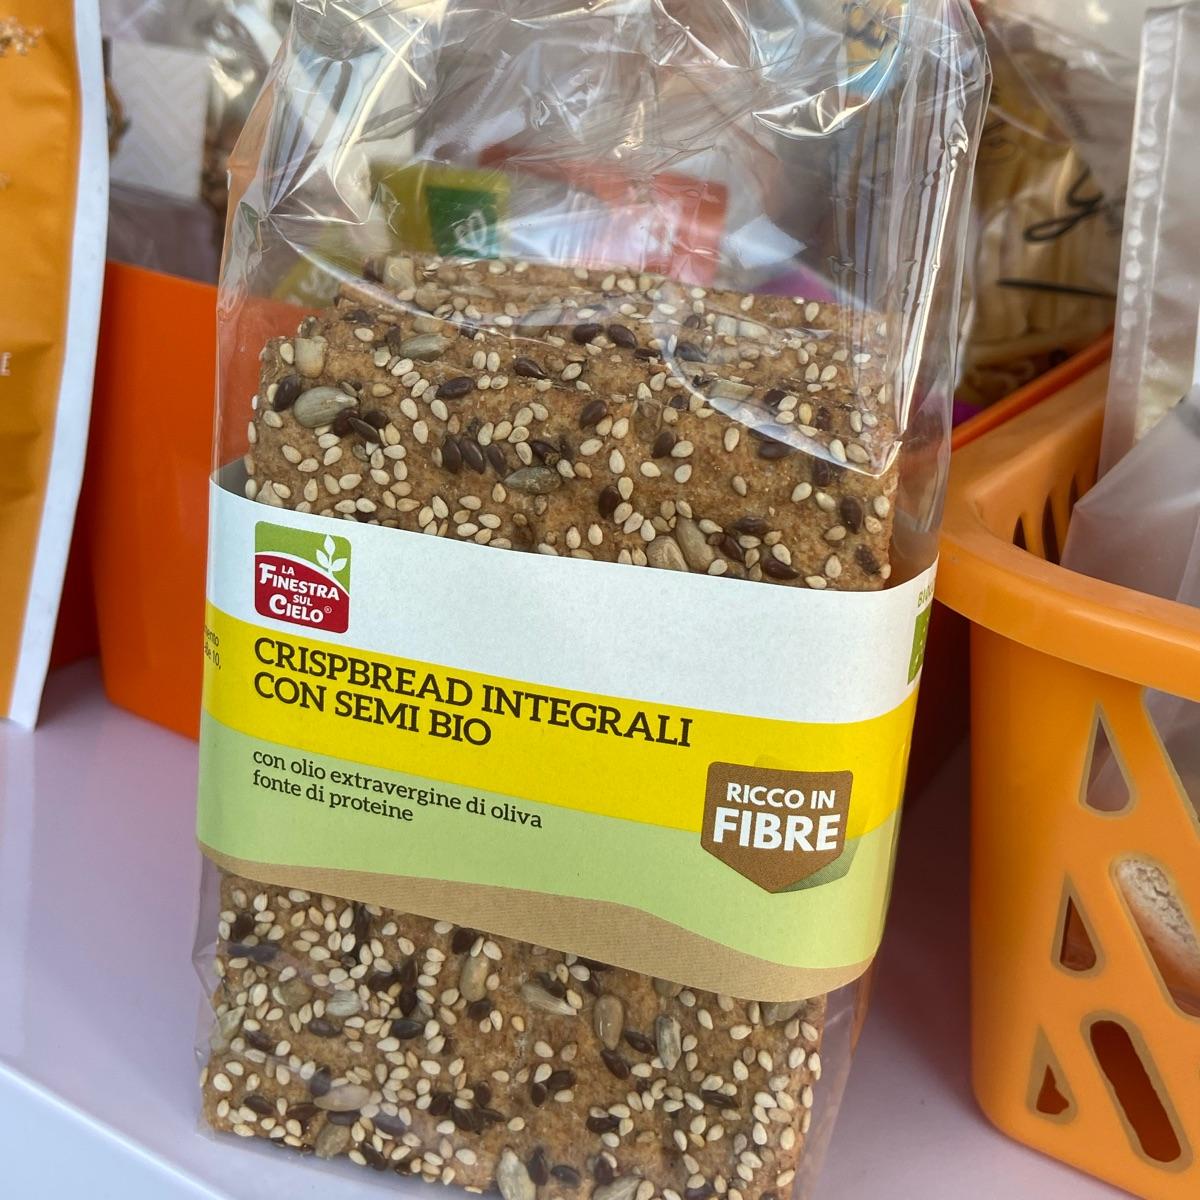 LA
FINESTRA
SUL
CIELO®
CRISPBREAD INTEGRALI
CON SEMI BIO
con olio extravergine di oliva
fonte di proteine
RICCO IN
FIBRE